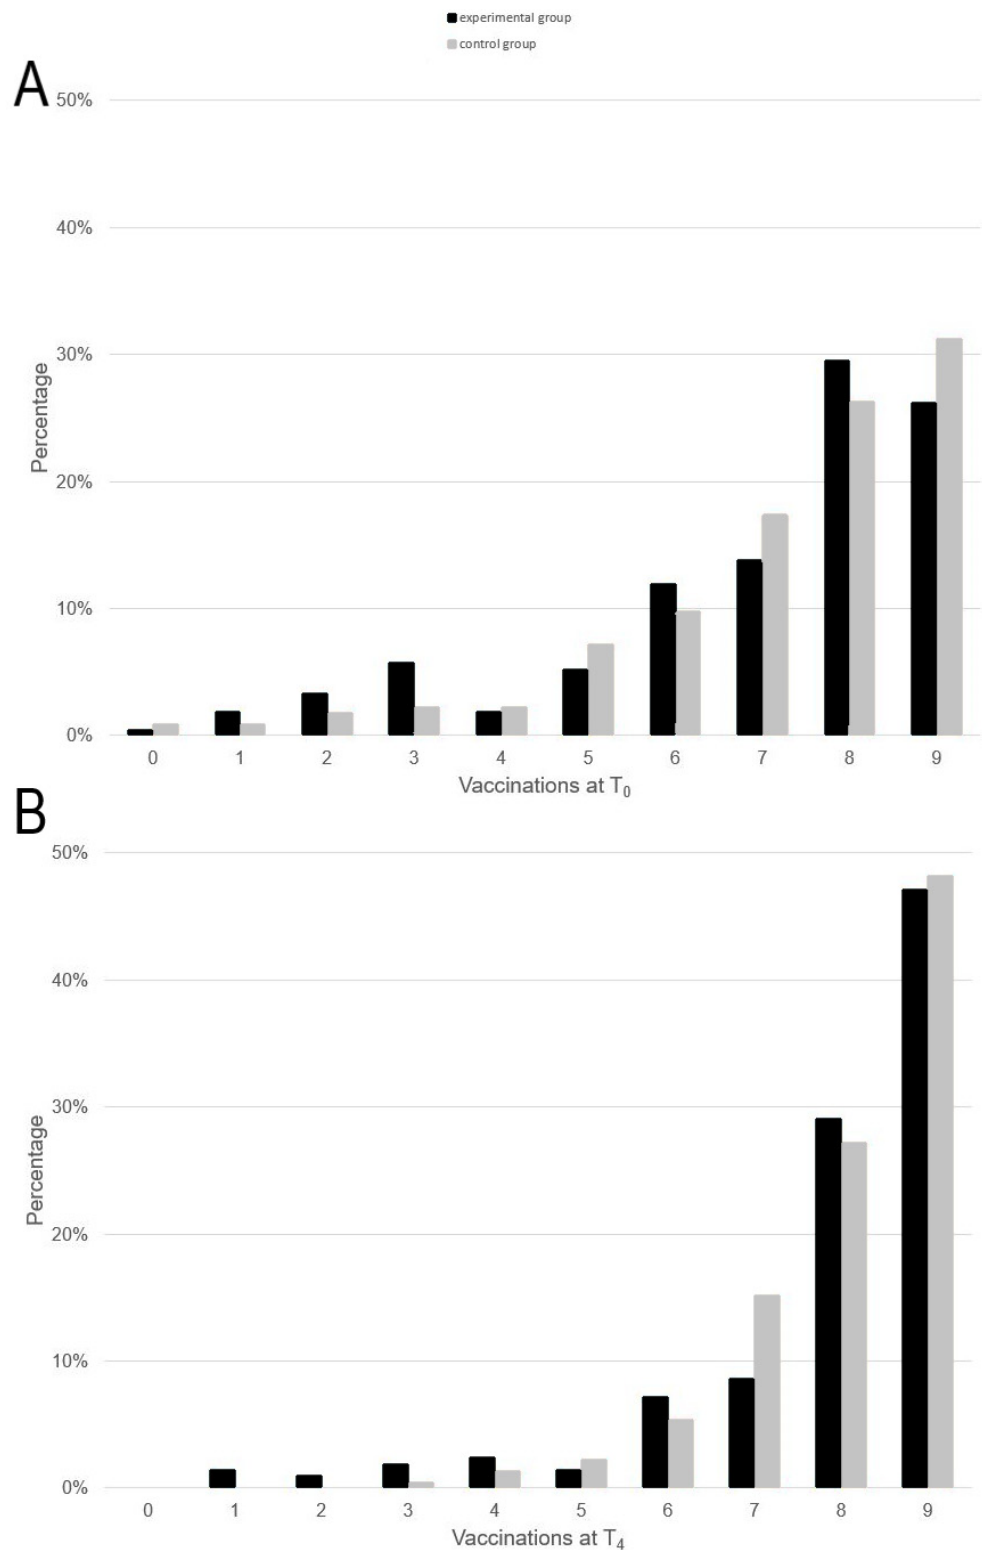 experimental group
control group
A
50%
40%
30%
20%
10%
0%
Percentage
0 1 2 3 4 5 6 7 8 9
Vaccinations at T₀
B
50%
40%
30%
20%
10%
0%
Percentage
0 1 2 3 4 5 6 7 8 9
Vaccinations at T₄